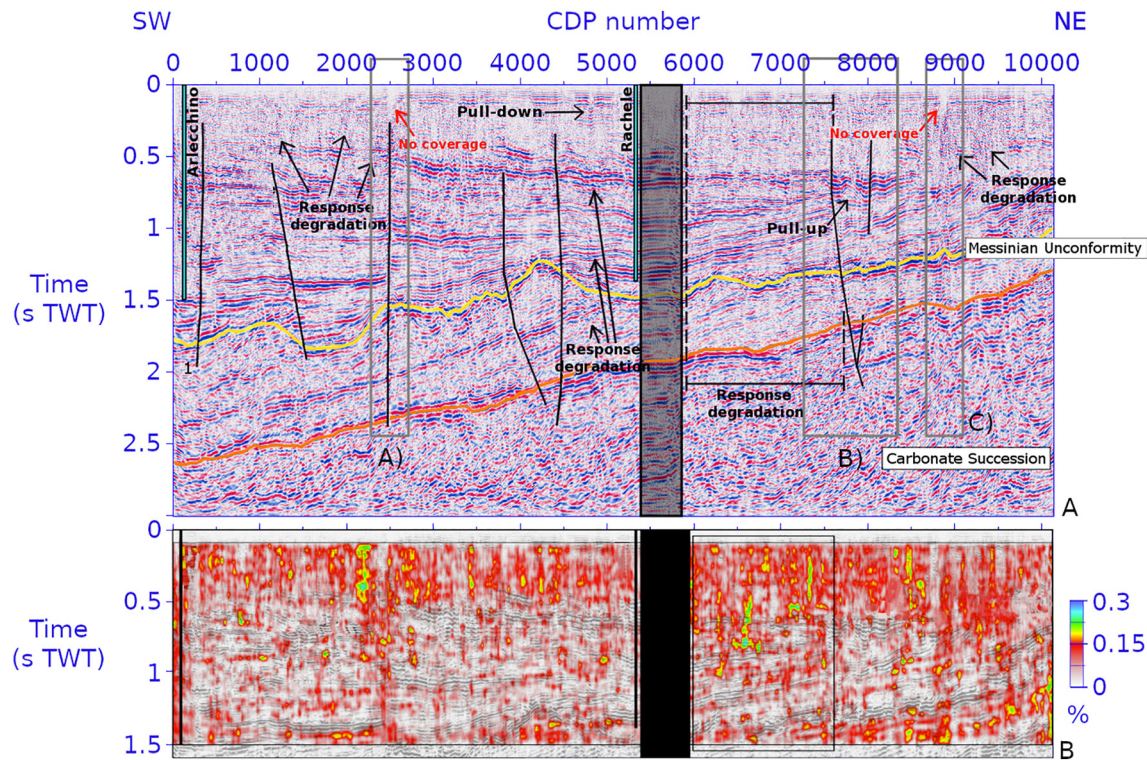 SW CDP number NE
0 1000 2000 3000 4000 5000 6000 7000 8000 9000 10000
0
0.5
1
1.5
2
2.5
Time
(s TWT)
Arlecchino
Rachele
Pull-down
No coverage
No coverage
Response
degradation
Response
degradation
Pull-up
Messinian Unconformity
Response
degradation
Response
degradation
1
A)
B)
C)
Carbonate Succession
A
0
0.5
1
1.5
Time
(s TWT)
0.3
0.15
0
%
B